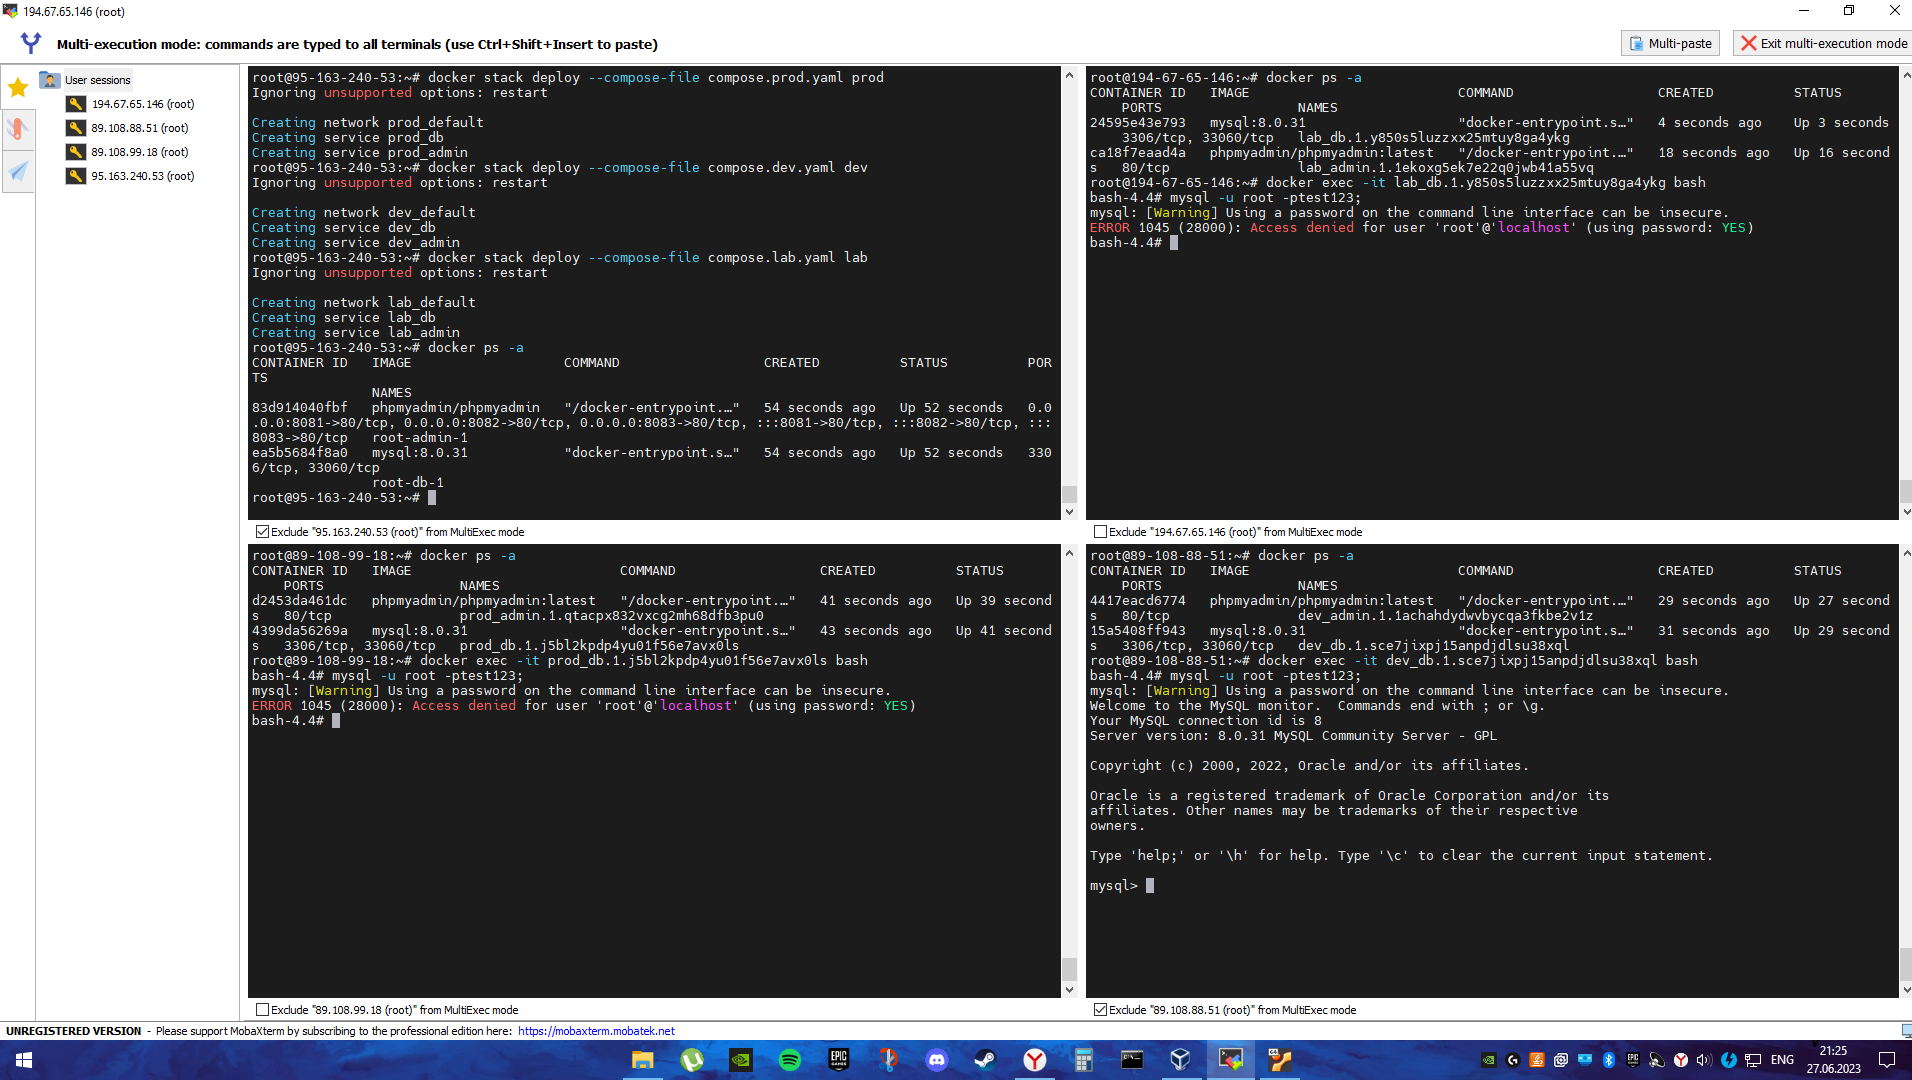 194.67.65.146 (root)
Multi-execution mode: commands are typed to all terminals (use Ctrl+Shift+Insert to paste)
Multi-paste
Exit multi-execution mode
User sessions
194.67.65.146 (root)
89.108.88.51 (root)
89.108.99.18 (root)
95.163.240.53 (root)
root@95-163-240-53:~# docker stack deploy --compose-file compose.prod.yaml prod
Ignoring unsupported options: restart
Creating network prod_default
Creating service prod_db
Creating service prod_admin
root@95-163-240-53:~# docker stack deploy --compose-file compose.dev.yaml dev
Ignoring unsupported options: restart
Creating network dev_default
Creating service dev_db
Creating service dev_admin
root@95-163-240-53:~# docker stack deploy --compose-file compose.lab.yaml lab
Ignoring unsupported options: restart
Creating network lab_default
Creating service lab_db
Creating service lab_admin
root@95-163-240-53:~# docker ps -a
CONTAINER ID   IMAGE                   COMMAND                  CREATED          STATUS          POR
TS
NAMES
83d914040fbf   phpmyadmin/phpmyadmin   "/docker-entrypoint.…"   54 seconds ago   Up 52 seconds   0.0
.0.0:8081->80/tcp, 0.0.0.0:8082->80/tcp, 0.0.0.0:8083->80/tcp, :::8081->80/tcp, :::8082->80/tcp, :::
8083->80/tcp   root-admin-1
ea5b5684f8a0   mysql:8.0.31            "docker-entrypoint.s…"   54 seconds ago   Up 52 seconds   330
6/tcp, 33060/tcp
root-db-1
root@95-163-240-53:~#
Exclude "95.163.240.53 (root)" from MultiExec mode
root@194-67-65-146:~# docker ps -a
CONTAINER ID   IMAGE                          COMMAND                  CREATED          STATUS
PORTS                 NAMES
24595e43e793   mysql:8.0.31                   "docker-entrypoint.s…"   4 seconds ago    Up 3 seconds
3306/tcp, 33060/tcp   lab_db.1.y850s5luzzxx25mtuy8ga4ykg
ca18f7eaad4a   phpmyadmin/phpmyadmin:latest   "/docker-entrypoint.…"   18 seconds ago   Up 16 second
s   80/tcp                lab_admin.1.1ekoxg5ek7e22q0jwb41a55vq
root@194-67-65-146:~# docker exec -it lab_db.1.y850s5luzzxx25mtuy8ga4ykg bash
bash-4.4# mysql -u root -ptest123;
mysql: [Warning] Using a password on the command line interface can be insecure.
ERROR 1045 (28000): Access denied for user 'root'@'localhost' (using password: YES)
bash-4.4#
Exclude "194.67.65.146 (root)" from MultiExec mode
root@89-108-99-18:~# docker ps -a
CONTAINER ID   IMAGE                          COMMAND                  CREATED          STATUS
PORTS                 NAMES
d2453da461dc   phpmyadmin/phpmyadmin:latest   "/docker-entrypoint.…"   41 seconds ago   Up 39 second
s   80/tcp                prod_admin.1.qtacpx832vxcg2mh68dfb3pu0
4399da56269a   mysql:8.0.31                   "docker-entrypoint.s…"   43 seconds ago   Up 41 second
s   3306/tcp, 33060/tcp   prod_db.1.j5bl2kpdp4yu01f56e7avx0ls
root@89-108-99-18:~# docker exec -it prod_db.1.j5bl2kpdp4yu01f56e7avx0ls bash
bash-4.4# mysql -u root -ptest123;
mysql: [Warning] Using a password on the command line interface can be insecure.
ERROR 1045 (28000): Access denied for user 'root'@'localhost' (using password: YES)
bash-4.4#
Exclude "89.108.99.18 (root)" from MultiExec mode
root@89-108-88-51:~# docker ps -a
CONTAINER ID   IMAGE                          COMMAND                  CREATED          STATUS
PORTS                 NAMES
4417eacd6774   phpmyadmin/phpmyadmin:latest   "/docker-entrypoint.…"   29 seconds ago   Up 27 second
s   80/tcp                dev_admin.1.1achahdydwvbycqa3fkbe2v1z
15a5408ff943   mysql:8.0.31                   "docker-entrypoint.s…"   31 seconds ago   Up 29 second
s   3306/tcp, 33060/tcp   dev_db.1.sce7jixpj15anpdjdlsu38xql
root@89-108-88-51:~# docker exec -it dev_db.1.sce7jixpj15anpdjdlsu38xql bash
bash-4.4# mysql -u root -ptest123;
mysql: [Warning] Using a password on the command line interface can be insecure.
Welcome to the MySQL monitor.  Commands end with ; or \g.
Your MySQL connection id is 8
Server version: 8.0.31 MySQL Community Server - GPL
Copyright (c) 2000, 2022, Oracle and/or its affiliates.
Oracle is a registered trademark of Oracle Corporation and/or its
affiliates. Other names may be trademarks of their respective
owners.
Type 'help;' or '\h' for help. Type '\c' to clear the current input statement.
mysql>
Exclude "89.108.88.51 (root)" from MultiExec mode
UNREGISTERED VERSION - Please support MobaXterm by subscribing to the professional edition here: https://mobaxterm.mobatek.net
EPIC GAMES
ENG
21:25
27.06.2023